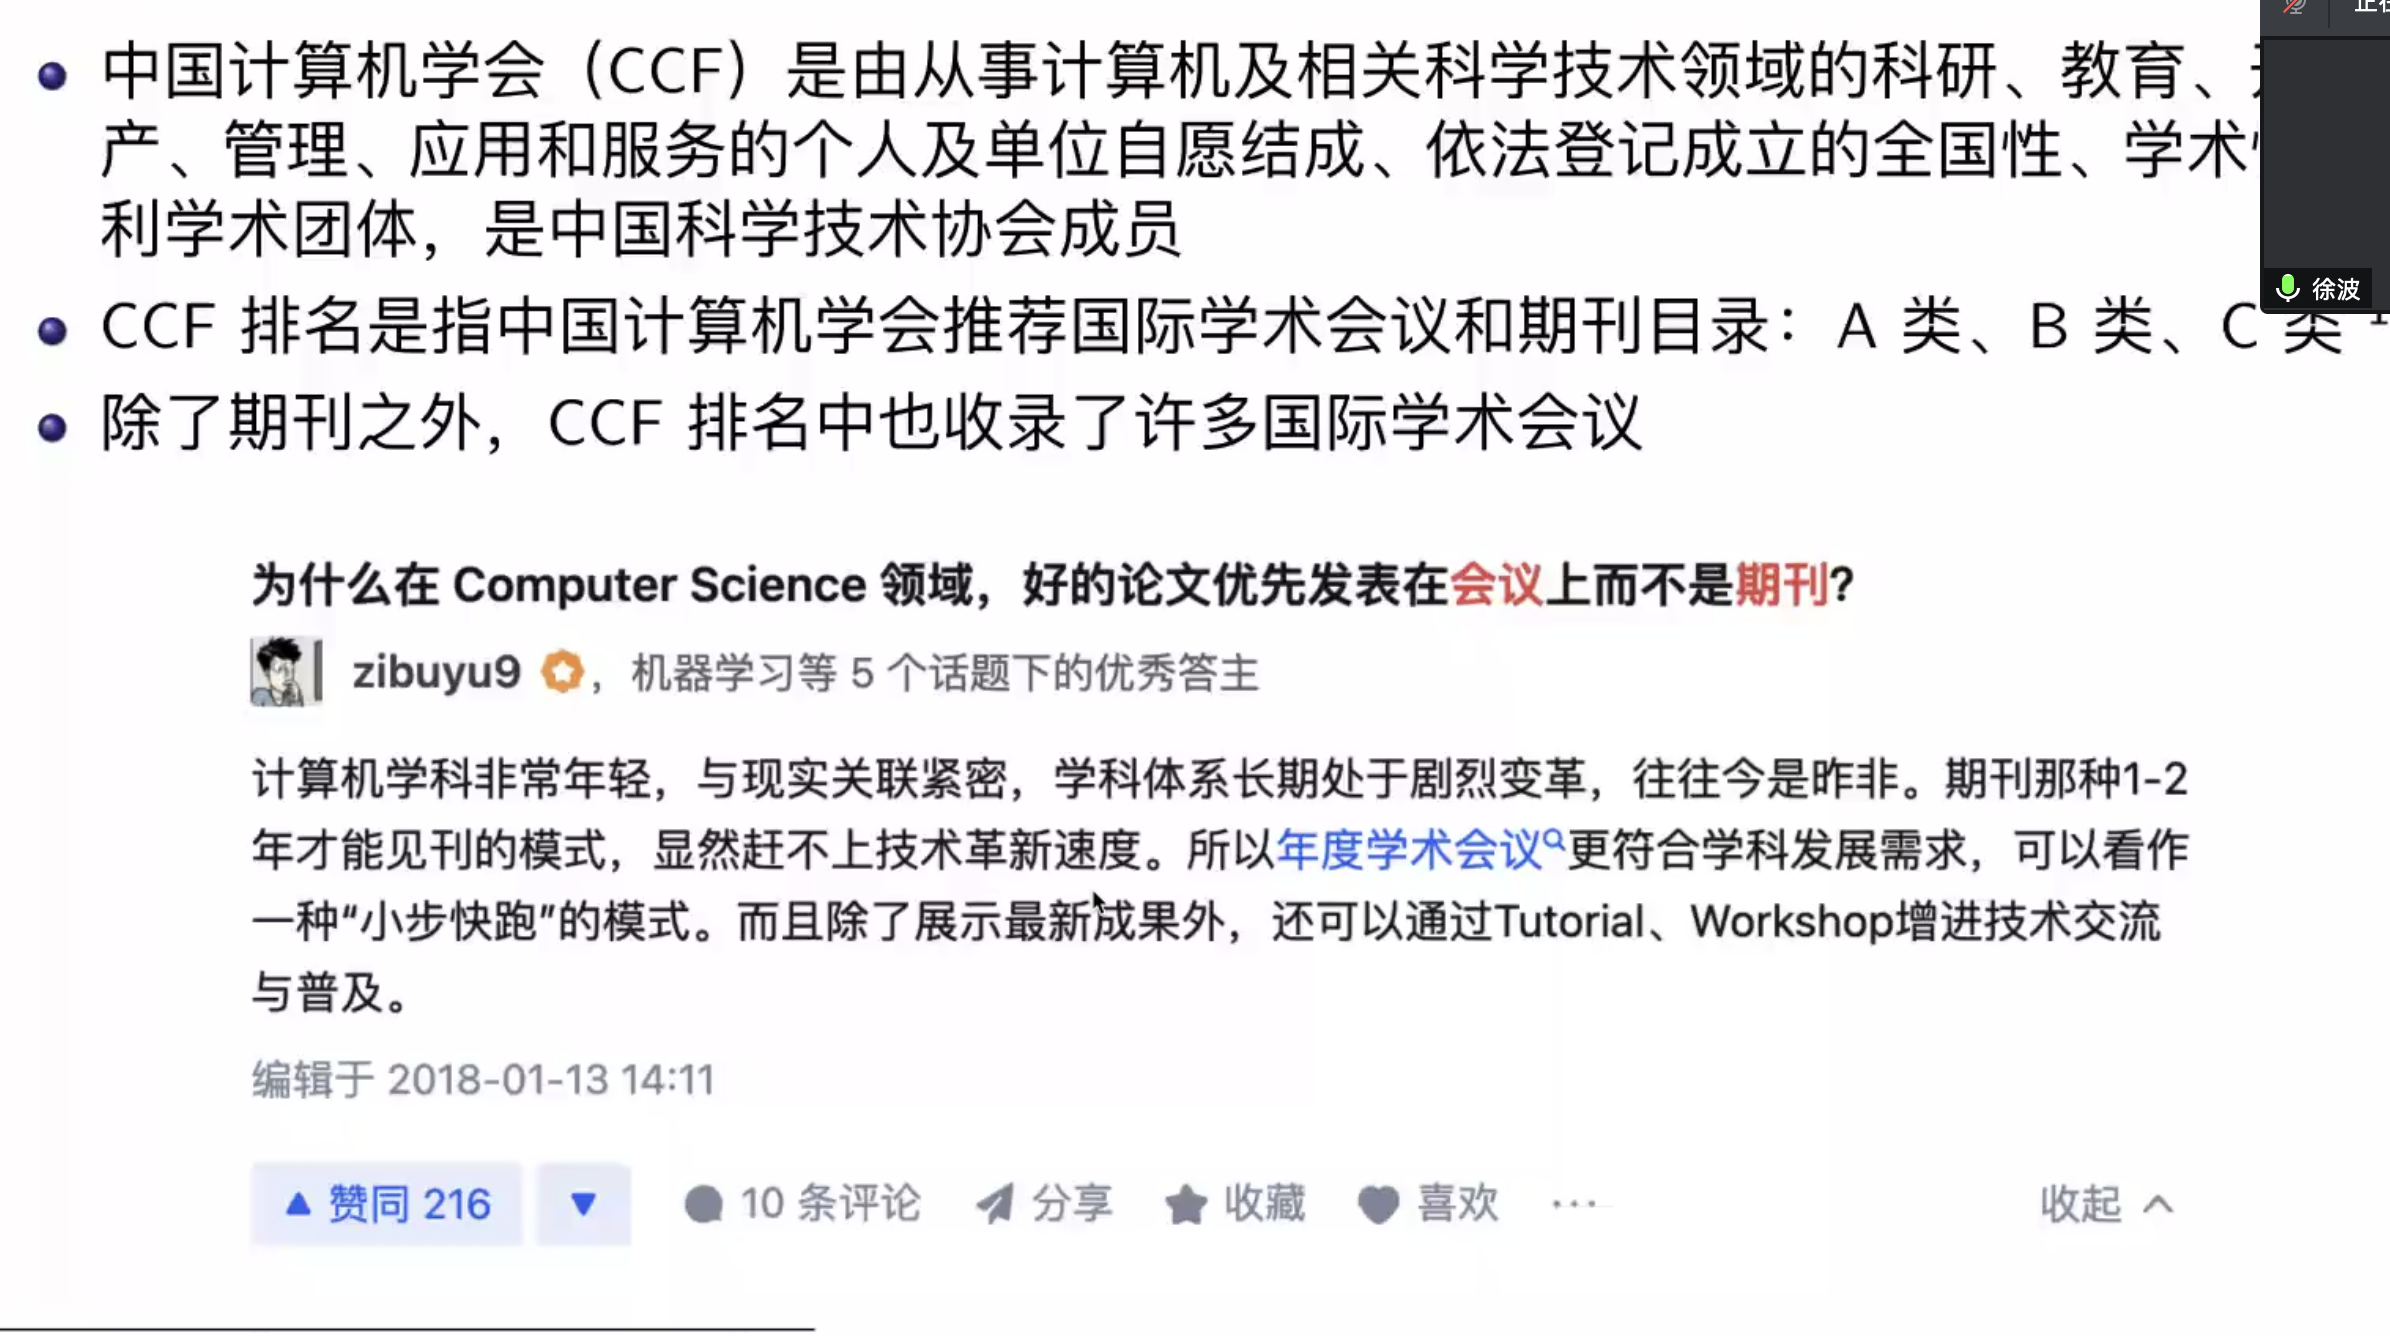 正在
中国计算机学会（CCF）是由从事计算机及相关科学技术领域的科研、教育、
产、管理、应用和服务的个人及单位自愿结成、依法登记成立的全国性、学术
利学术团体，是中国科学技术协会成员
徐波
CCF 排名是指中国计算机学会推荐国际学术会议和期刊目录：A 类、B 类、C 类 1
除了期刊之外，CCF 排名中也收录了许多国际学术会议
为什么在 Computer Science 领域，好的论文优先发表在会议上而不是期刊？
zibuyu9 ，机器学习等 5 个话题下的优秀答主
计算机学科非常年轻，与现实关联紧密，学科体系长期处于剧烈变革，往往今是昨非。期刊那种1-2
年才能见刊的模式，显然赶不上技术革新速度。所以年度学术会议更符合学科发展需求，可以看作
一种“小步快跑”的模式。而且除了展示最新成果外，还可以通过Tutorial、Workshop增进技术交流
与普及。
编辑于 2018-01-13 14:11
赞同 216 10 条评论 分享 收藏 喜欢 ··· 收起